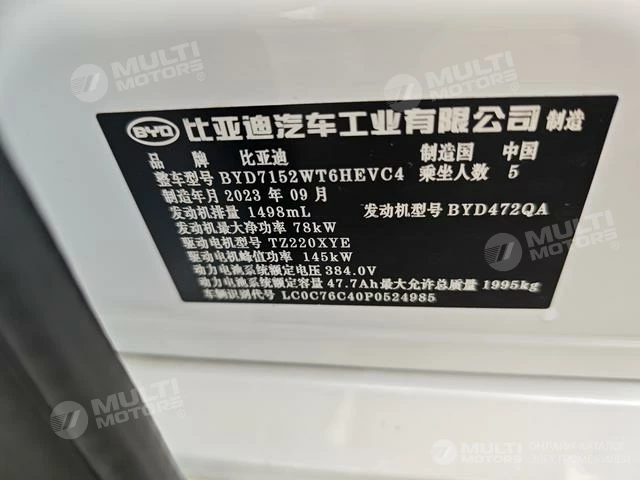 BYD 比亚迪汽车工业有限公司 制造
品 牌 比亚迪 制造国 中国
整车型号 BYD7152WT6HEVC4 乘坐人数 5
制造年月 2023 年 09 月
发动机排量 1498mL 发动机型号 BYD472QA
发动机最大净功率 78kW
驱动电机型号 TZ220XYE
驱动电机峰值功率 145kW
动力电池系统额定电压 384.0V
动力电池系统额定容量 47.7Ah 最大允许总质量 1995kg
车辆识别代号 LC0C76C40P0524985
MULTI MOTORS®
MULTI MOTORS®
MULTI MOTORS®
MULTI MOTORS®
MULTI MOTORS®
MULTI MOTORS
ОНЛАЙН-КАТАЛОГ
ЭЛЕКТРОМОБИЛЕЙ